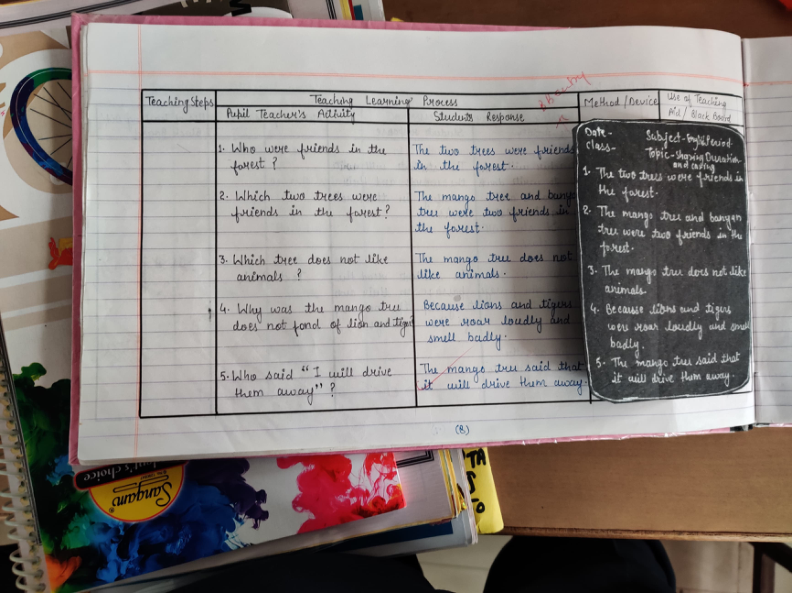 Teaching Steps
Teaching Learning Process
Pupil Teacher's Activity
Students Response
Method / Device
Use of Teaching
Aid / Black Board
1. Who were friends in the
forest ?
The two trees were friends
in the forest.
2. Which two trees were
friends in the forest?
The mango tree and banyan
tree were two friends in
the forest.
3. Which tree does not like
animals ?
The mango tree does not
like animals.
4. Why was the mango tree
does not fond of lion and tiger?
Because lions and tigers
were roar loudly and
smell badly.
5. Who said "I will drive
them away" ?
The mango tree said that
it will drive them away.
Date-
Subject-English Period-
Class-
Topic-sharing
and caring
1. The two trees were friends in
the forest.
2. The mango tree and banyan
tree were two friends in the
forest.
3. The mango tree does not like
animals.
4. Because lions and tigers
were roar loudly and smell
badly.
5. The mango tree said that
it will drive them away.
(8)
Sangam
's choice
TA